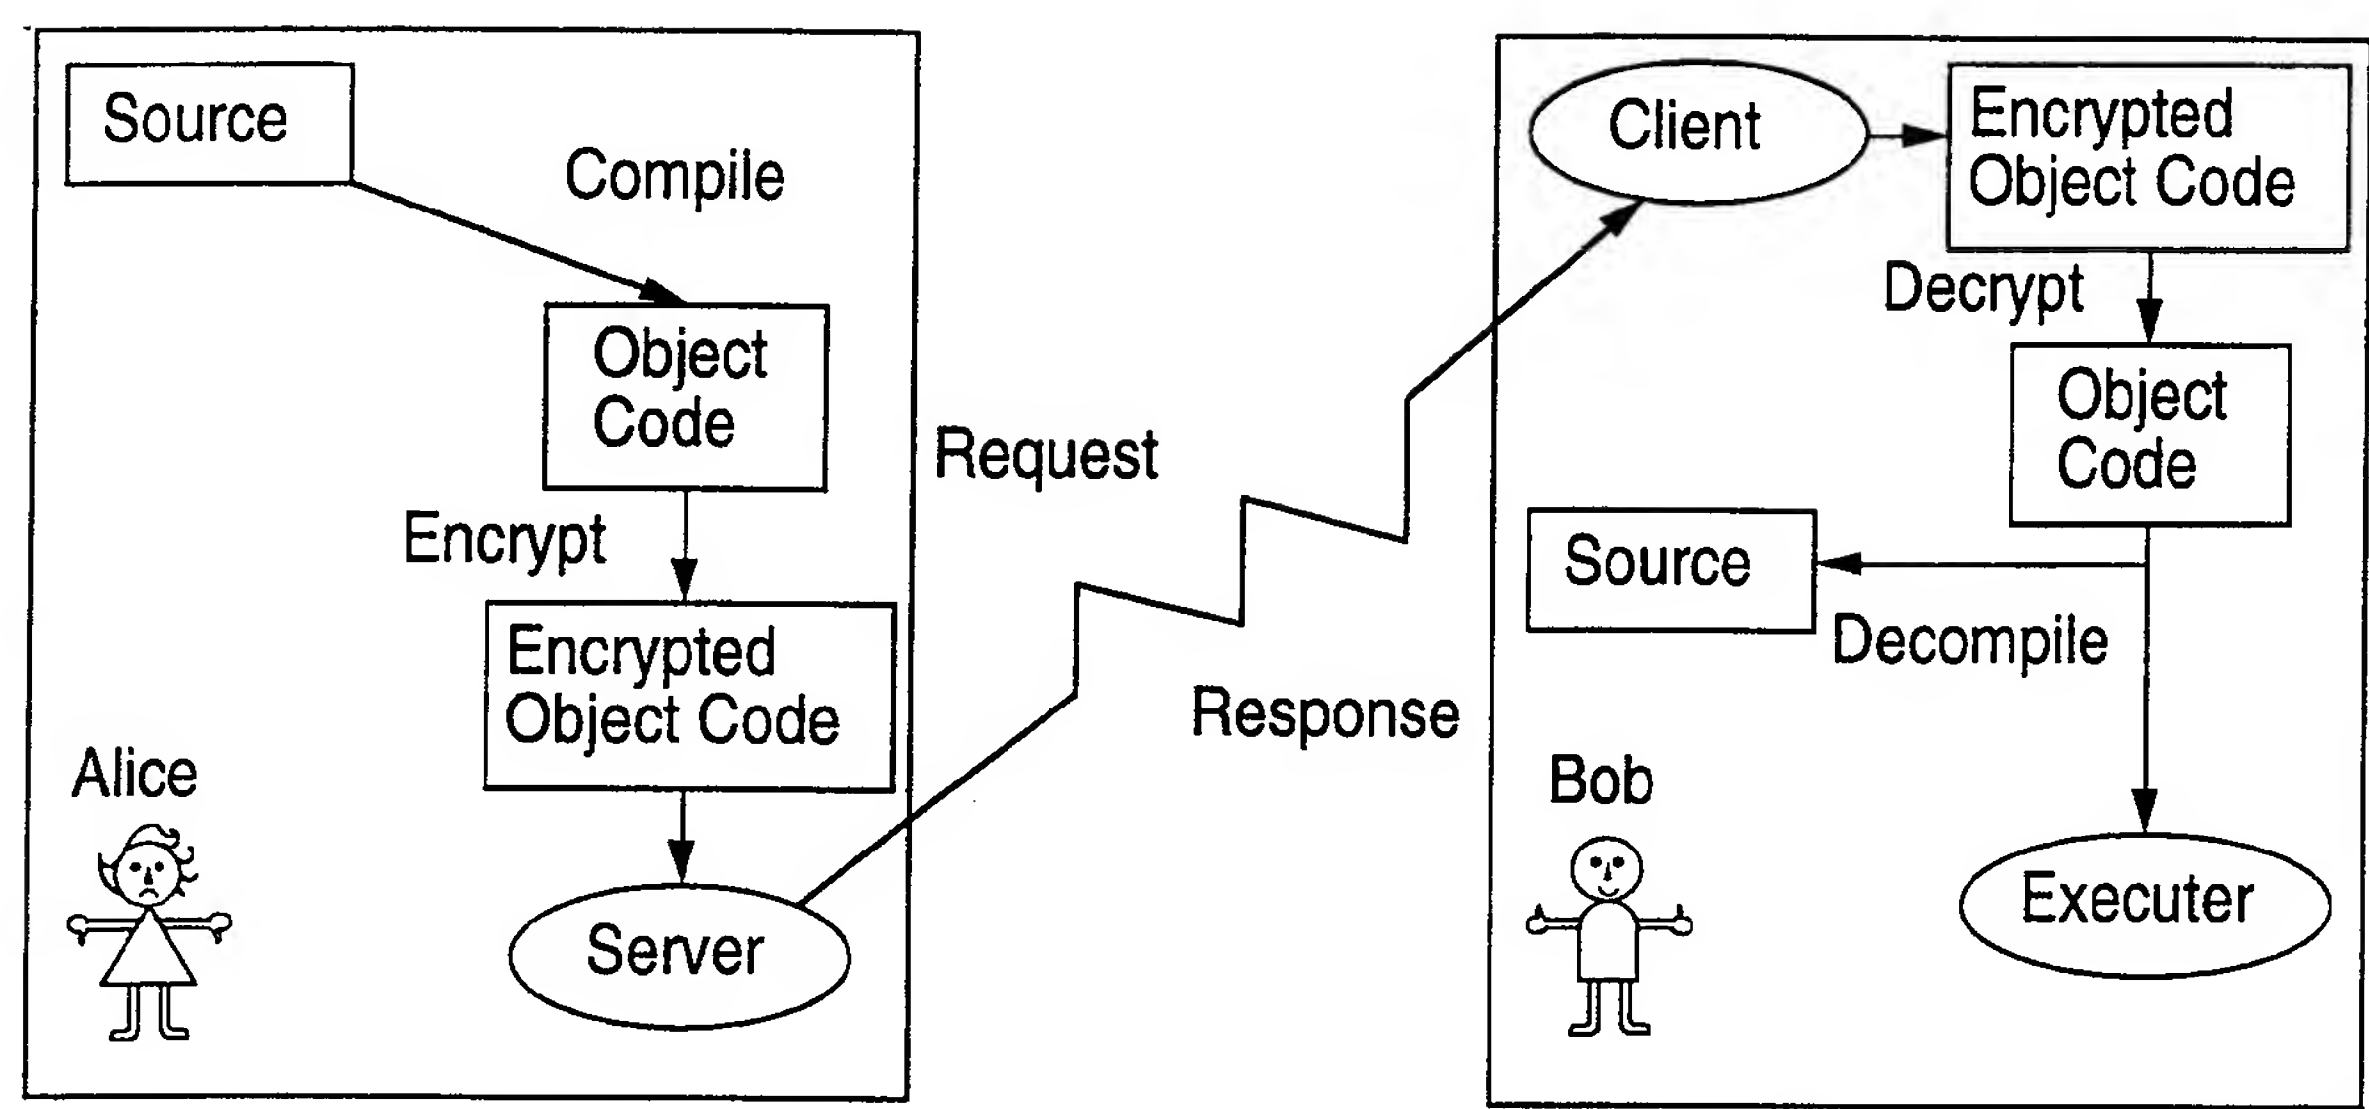 Source
Compile
Object
Code
Encrypt
Encrypted
Object Code
Server
Alice
Request
Response
Client
Encrypted
Object Code
Decrypt
Object
Code
Source
Decompile
Bob
Executer